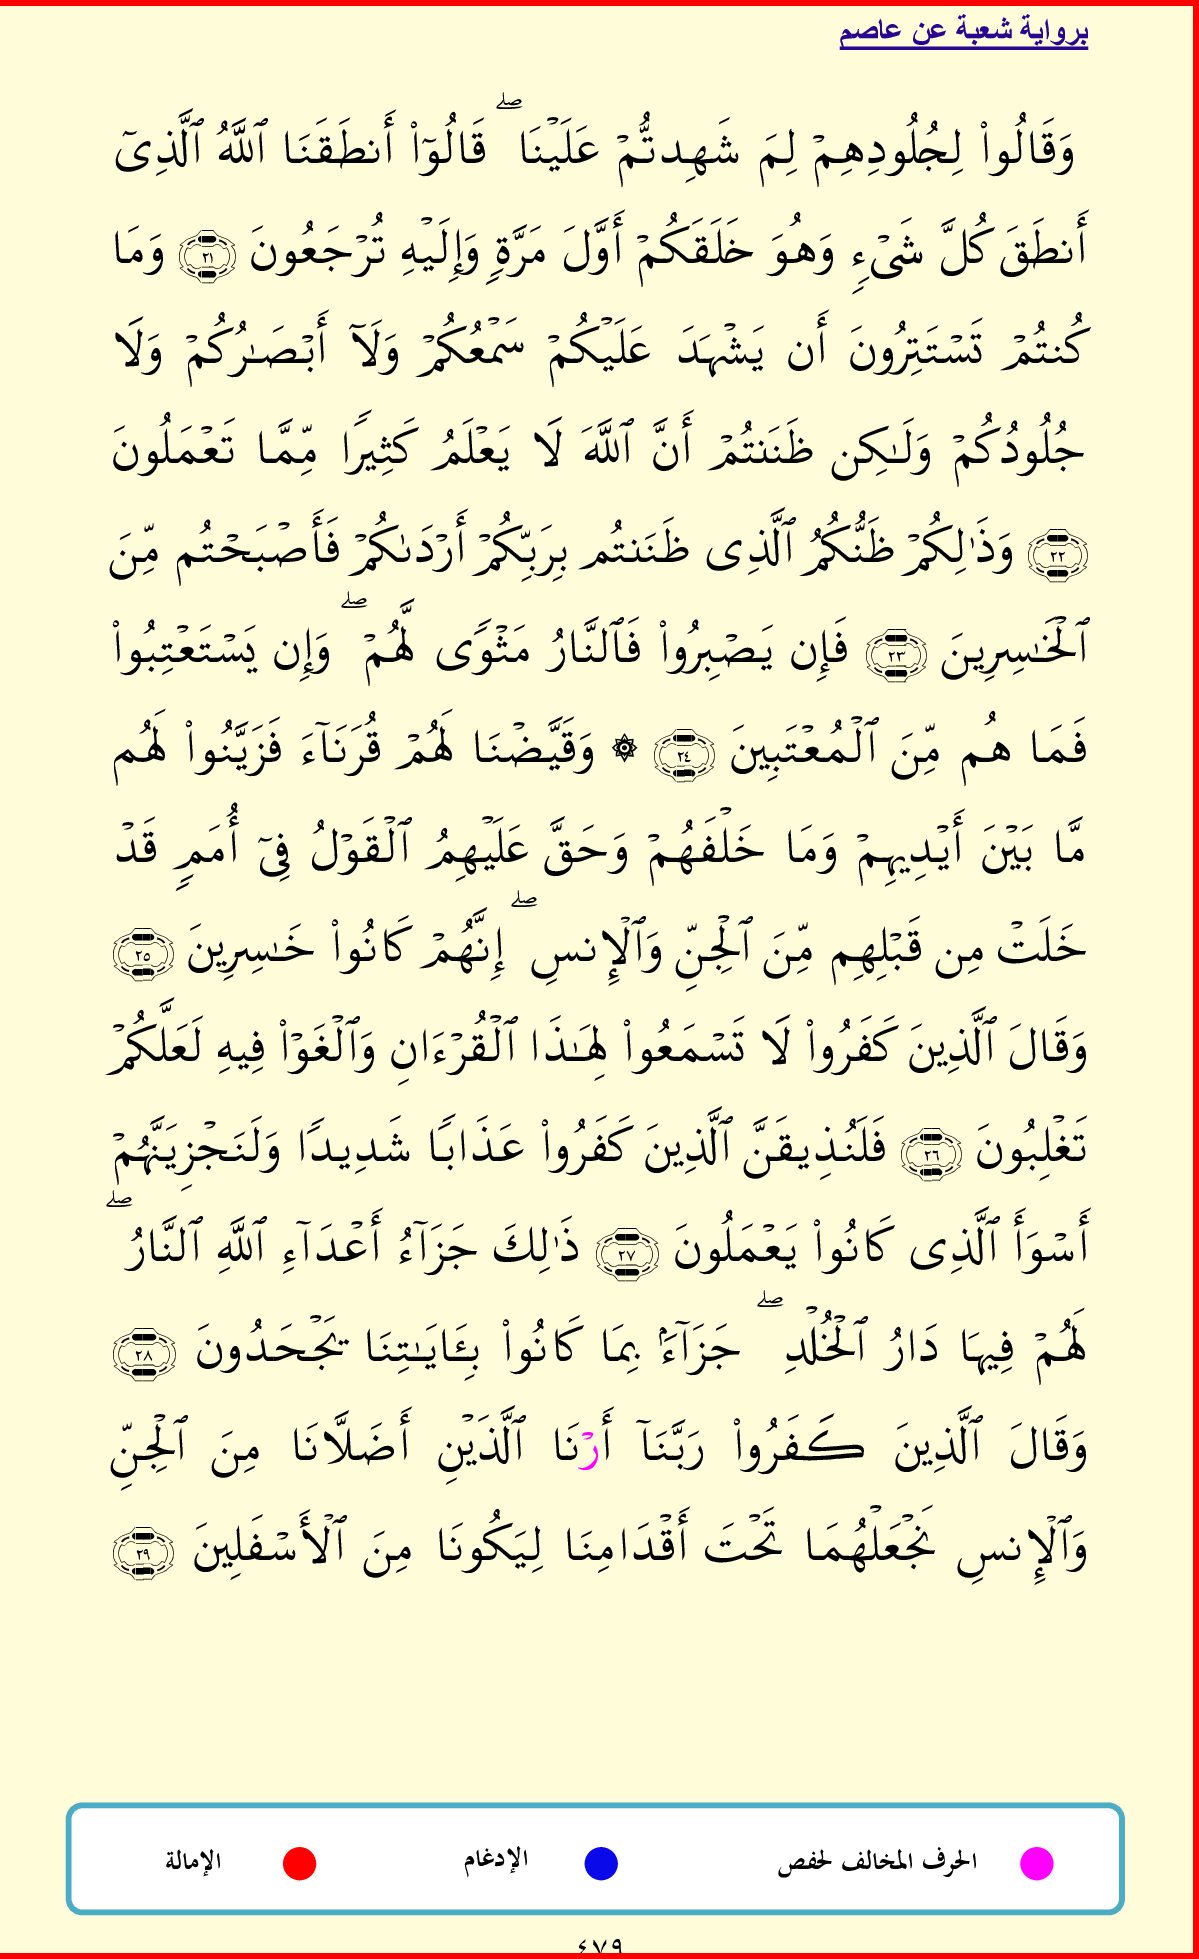 برواية شعبة عن عاصم
وَقَالُوا۟ لِجُلُودِهِمْ لِمَ شَهِدتُّمْ عَلَيْنَا ۖ قَالُوٓا۟ أَنطَقَنَا ٱللَّهُ ٱلَّذِىٓ
أَنطَقَ كُلَّ شَىْءٍۢ وَهُوَ خَلَقَكُمْ أَوَّلَ مَرَّةٍۢ وَإِلَيْهِ تُرْجَعُونَ ٢١ وَمَا
كُنتُمْ تَسْتَتِرُونَ أَن يَشْهَدَ عَلَيْكُمْ سَمْعُكُمْ وَلَآ أَبْصَـٰرُكُمْ وَلَا
جُلُودُكُمْ وَلَـٰكِن ظَنَنتُمْ أَنَّ ٱللَّهَ لَا يَعْلَمُ كَثِيرًۭا مِّمَّا تَعْمَلُونَ
٢٢ وَذَٰلِكُمْ ظَنُّكُمُ ٱلَّذِى ظَنَنتُم بِرَبِّكُمْ أَرْدَىٰكُمْ فَأَصْبَحْتُم مِّنَ
ٱلْخَـٰسِرِينَ ٢٣ فَإِن يَصْبِرُوا۟ فَٱلنَّارُ مَثْوًۭى لَّهُمْ ۖ وَإِن يَسْتَعْتِبُوا۟
فَمَا هُم مِّنَ ٱلْمُعْتَبِينَ ٢٤ ۞ وَقَيَّضْنَا لَهُمْ قُرَنَآءَ فَزَيَّنُوا۟ لَهُم
مَّا بَيْنَ أَيْدِيهِمْ وَمَا خَلْفَهُمْ وَحَقَّ عَلَيْهِمُ ٱلْقَوْلُ فِىٓ أُمَمٍۢ قَدْ
خَلَتْ مِن قَبْلِهِم مِّنَ ٱلْجِنِّ وَٱلْإِنسِ ۖ إِنَّهُمْ كَانُوا۟ خَـٰسِرِينَ ٢٥
وَقَالَ ٱلَّذِينَ كَفَرُوا۟ لَا تَسْمَعُوا۟ لِهَـٰذَا ٱلْقُرْءَانِ وَٱلْغَوْا۟ فِيهِ لَعَلَّكُمْ
تَغْلِبُونَ ٢٦ فَلَنُذِيقَنَّ ٱلَّذِينَ كَفَرُوا۟ عَذَابًۭا شَدِيدًۭا وَلَنَجْزِيَنَّهُمْ
أَسْوَأَ ٱلَّذِى كَانُوا۟ يَعْمَلُونَ ٢٧ ذَٰلِكَ جَزَآءُ أَعْدَآءِ ٱللَّهِ ٱلنَّارُ ۖ
لَهُمْ فِيهَا دَارُ ٱلْخُلْدِ ۖ جَزَآءًۢ بِمَا كَانُوا۟ بِـَٔايَـٰتِنَا يَجْحَدُونَ ٢٨
وَقَالَ ٱلَّذِينَ كَفَرُوا۟ رَبَّنَآ أَرْنَا ٱلَّذَيْنِ أَضَلَّانَا مِنَ ٱلْجِنِّ
وَٱلْإِنسِ نَجْعَلْهُمَا تَحْتَ أَقْدَامِنَا لِيَكُونَا مِنَ ٱلْأَسْفَلِينَ ٢٩
الحرف المخالف لحفص الإدغام الإمالة
٤٧٩